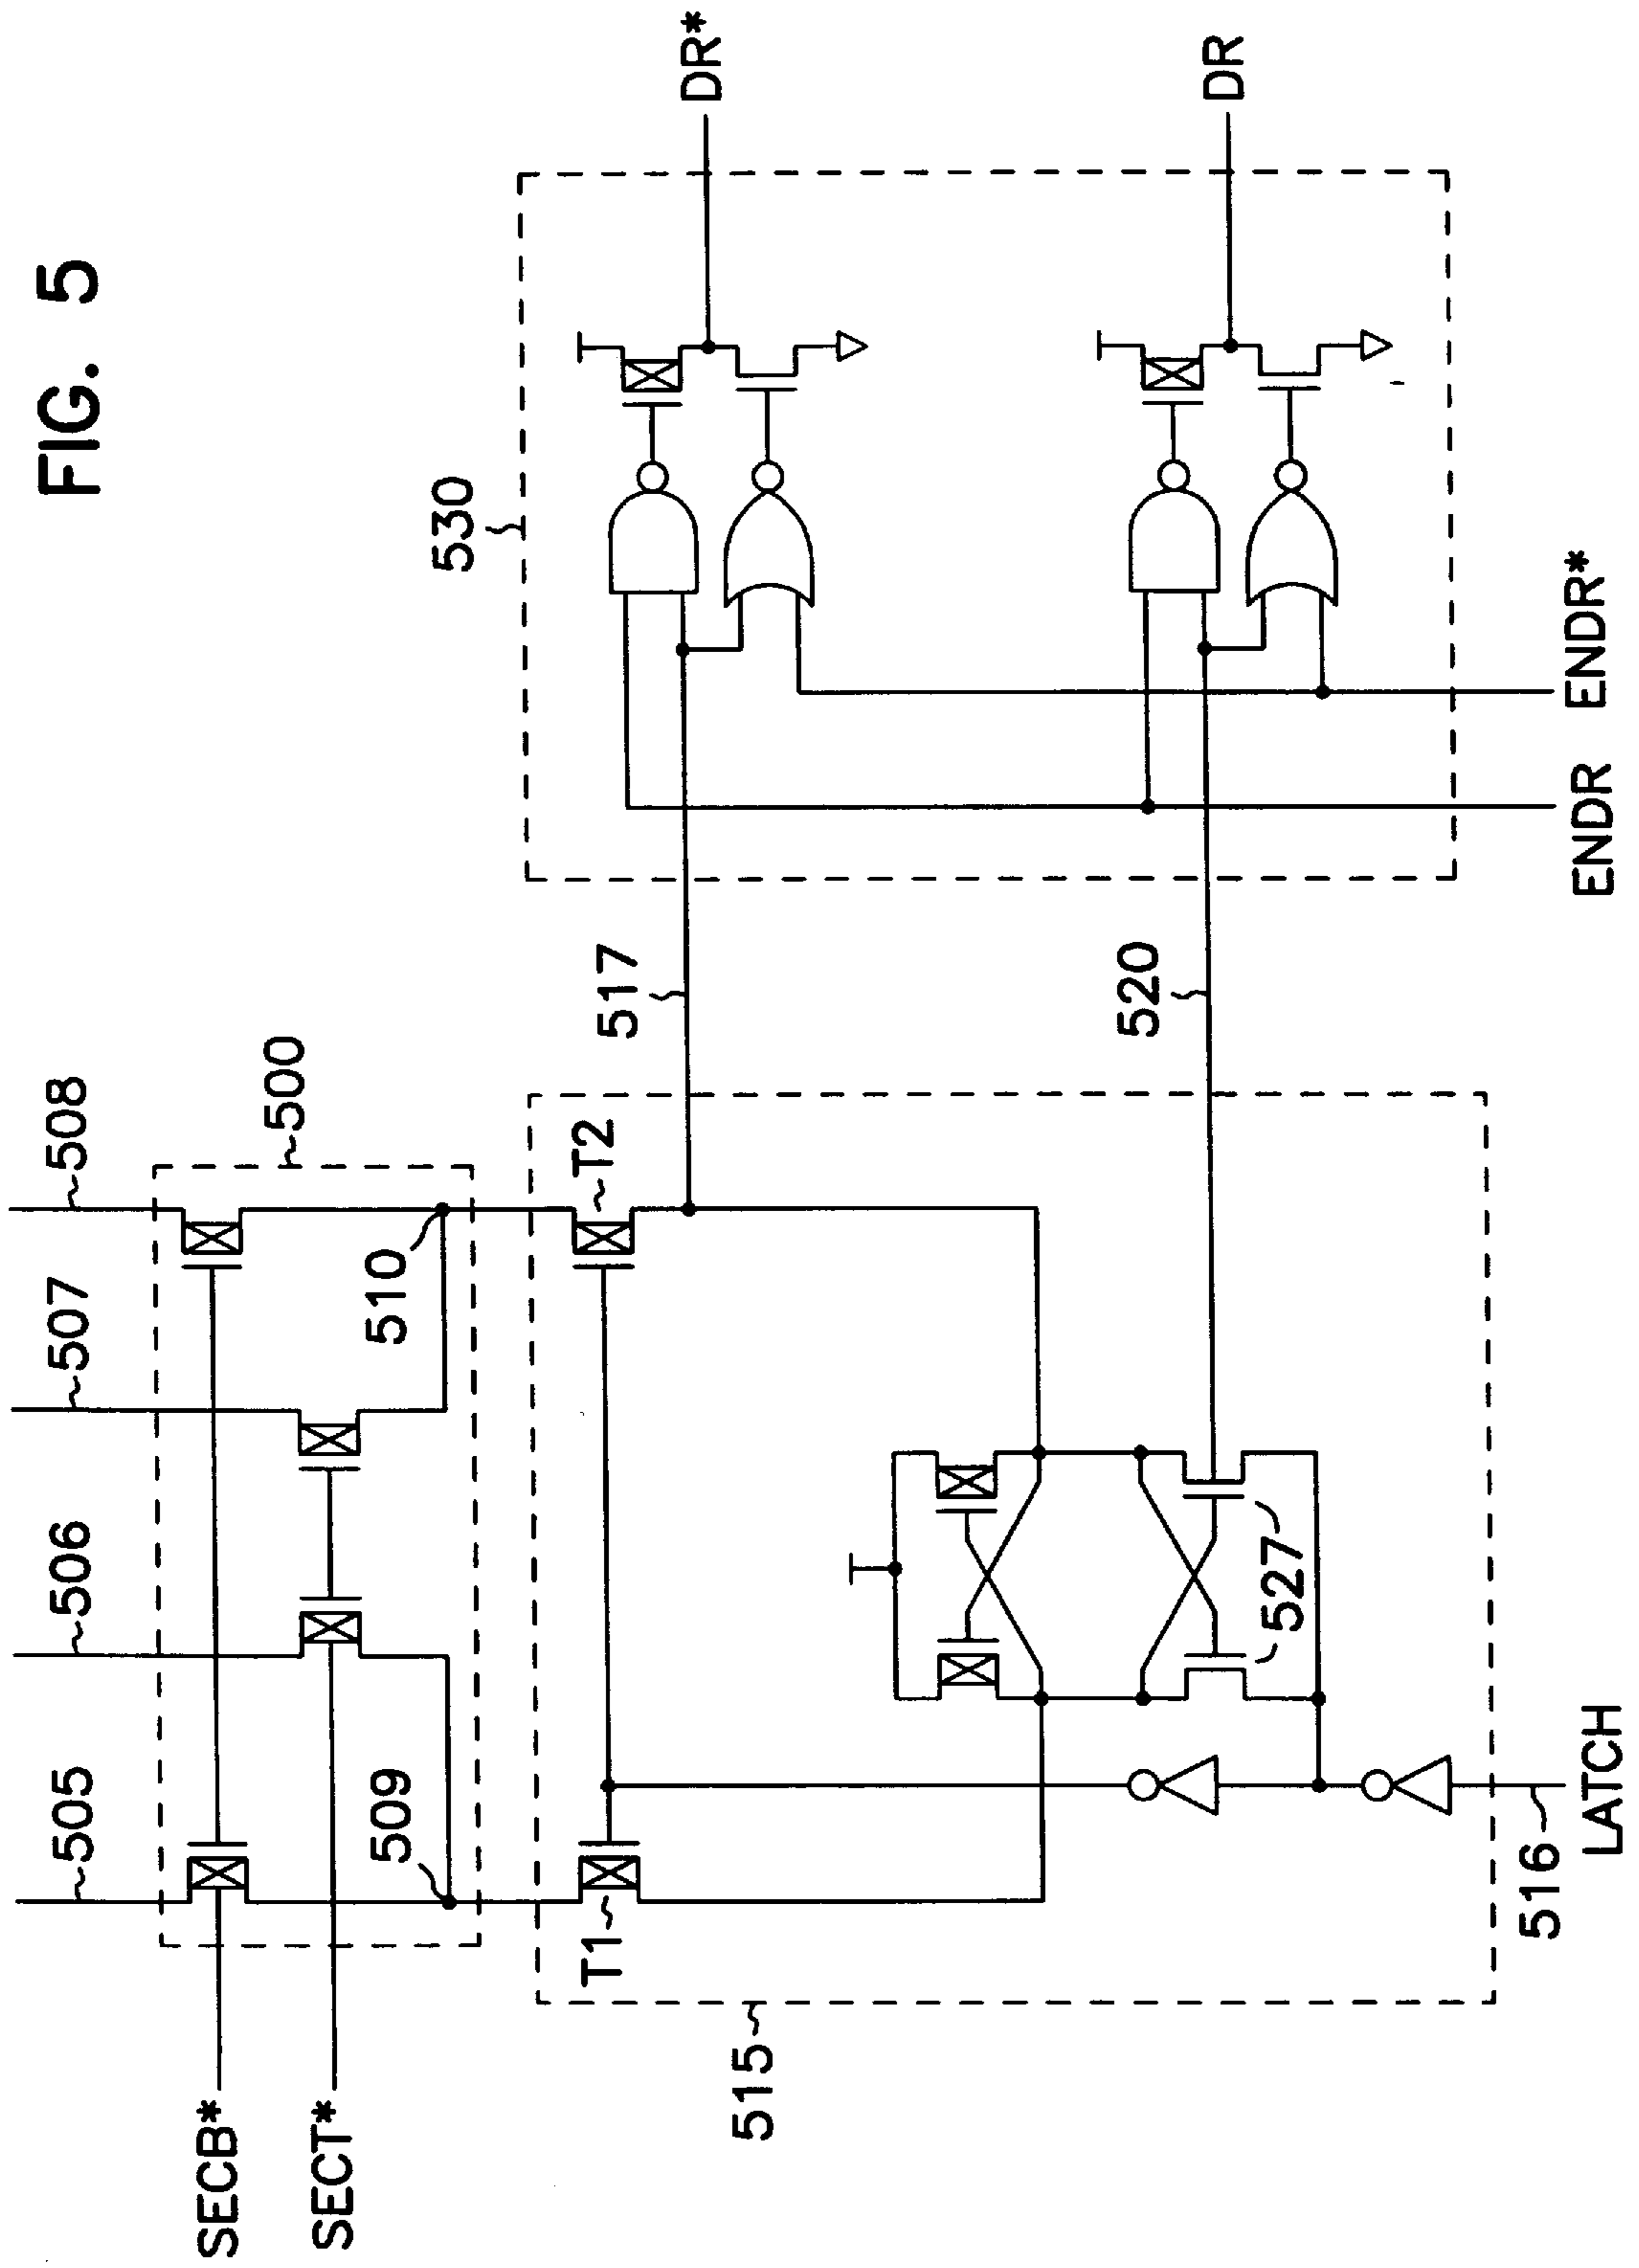 FIG. 5
508
507
506
505
500
510
509
SECB*
SECT*
T2
T1
515
517
520
527
516
LATCH
530
DR*
DR
ENDR
ENDR*